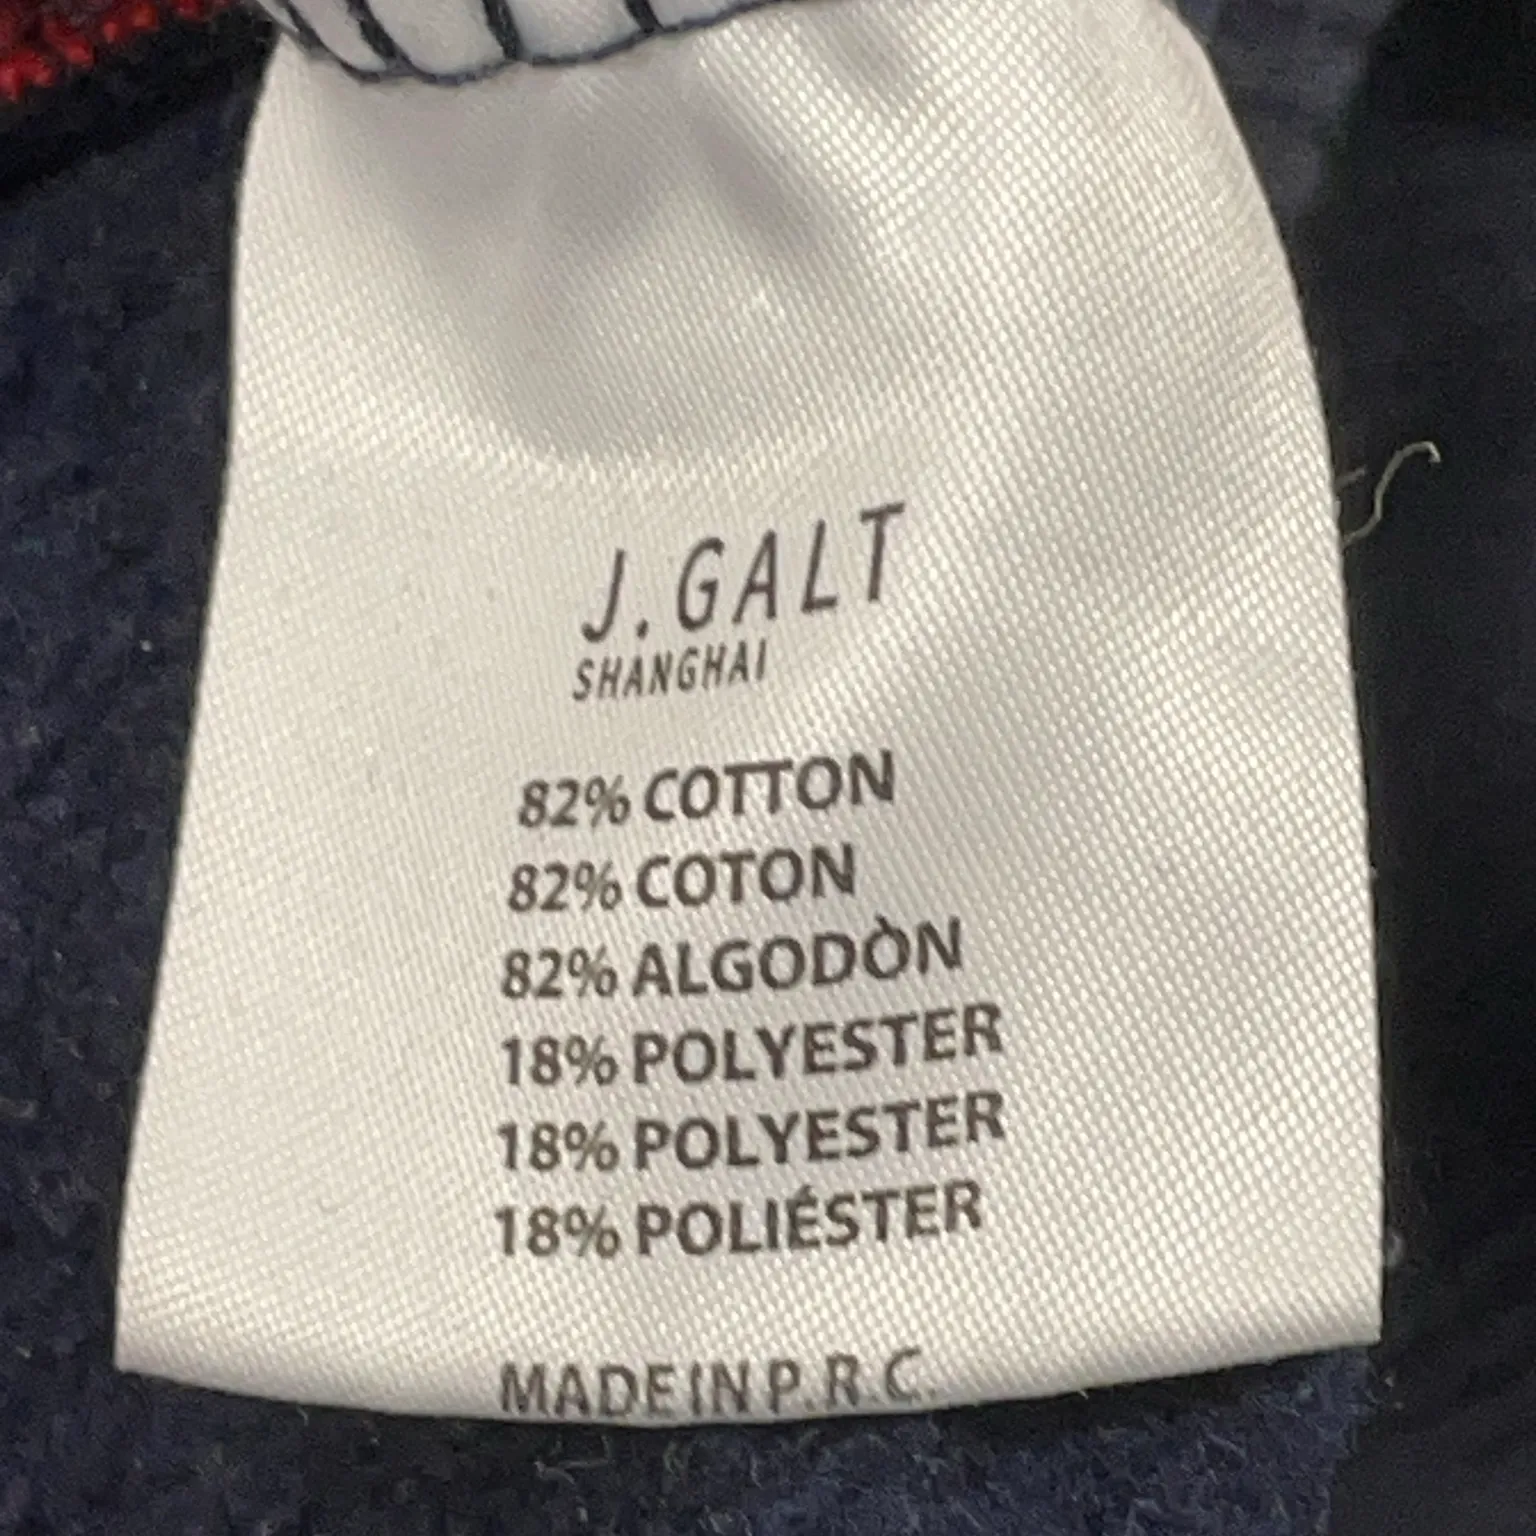 J.GALT
SHANGHAI
82% COTTON
82% COTON
82% ALGODÒN
18% POLYESTER
18% POLYESTER
18% POLIÉSTER
MADE IN P.R.C.